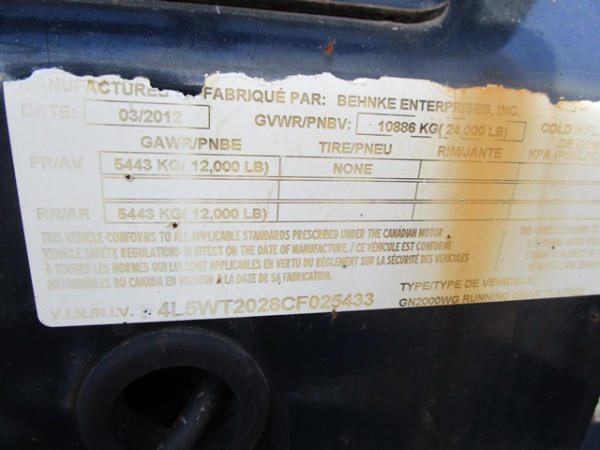 MANUFACTURED BY/FABRIQUÉ PAR: BEHNKE ENTERPRISES, INC.
DATE: 03/2012 GVWR/PNBV: 10886 KG( 24,000 LB) COLD
GAWR/PNBE TIRE/PNEU RIM/JANTE DE
FR/AV 5443 KG( 12,000 LB) NONE KPA
RR/AR 5443 KG( 12,000 LB)
THIS VEHICLE CONFORMS TO ALL APPLICABLE STANDARDS PRESCRIBED UNDER THE CANADIAN MOTOR
VEHICLE SAFETY REGULATIONS IN EFFECT ON THE DATE OF MANUFACTURE. / CE VÉHICULE EST CONFORME
À TOUTES LES NORMES QUI LUI SONT APPLICABLES EN VERTU DU RÈGLEMENT SUR LA SÉCURITÉ DES VÉHICULES
AUTOMOBILES DU CANADA EN VIGUEUR À LA DATE DE SA FABRICATION.
V.I.N./N.I.V. 4L5WT2028CF025433 TYPE/TYPE DE
GN2000WG RUNNING